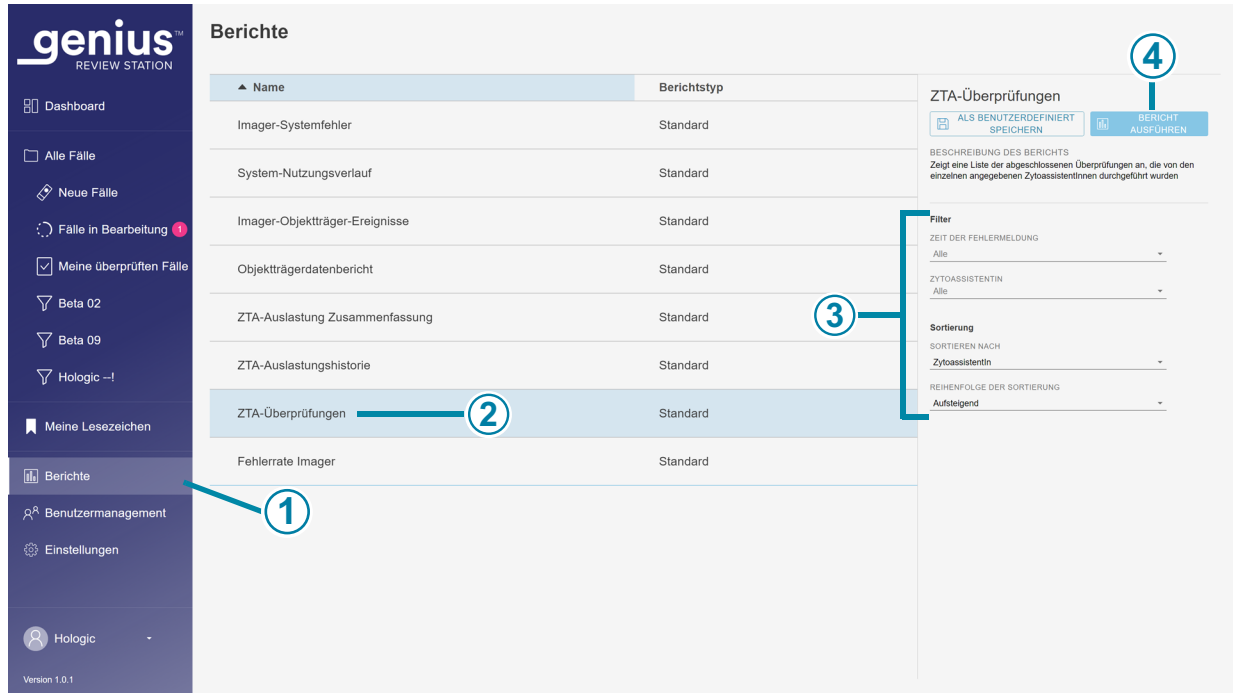 genius™
REVIEW STATION
Dashboard
Alle Fälle
Neue Fälle
Fälle in Bearbeitung 1
Meine überprüften Fälle
Beta 02
Beta 09
Hologic --!
Meine Lesezeichen
Berichte
Benutzermanagement
Einstellungen
Hologic
Version 1.0.1
Berichte
Name Berichtstyp
Imager-Systemfehler Standard
System-Nutzungsverlauf Standard
Imager-Objektträger-Ereignisse Standard
Objektträgerdatenbericht Standard
ZTA-Auslastung Zusammenfassung Standard
ZTA-Auslastungshistorie Standard
ZTA-Überprüfungen Standard
Fehlerrate Imager Standard
1
2
3
4
ZTA-Überprüfungen
ALS BENUTZERDEFINIERT
SPEICHERN
BERICHT
AUSFÜHREN
BESCHREIBUNG DES BERICHTS
Zeigt eine Liste der abgeschlossenen Überprüfungen an, die von den
einzelnen angegebenen ZytoassistentInnen durchgeführt wurden
Filter
ZEIT DER FEHLERMELDUNG
Alle
ZYTOASSISTENTIN
Alle
Sortierung
SORTIEREN NACH
ZytoassistentIn
REIHENFOLGE DER SORTIERUNG
Aufsteigend